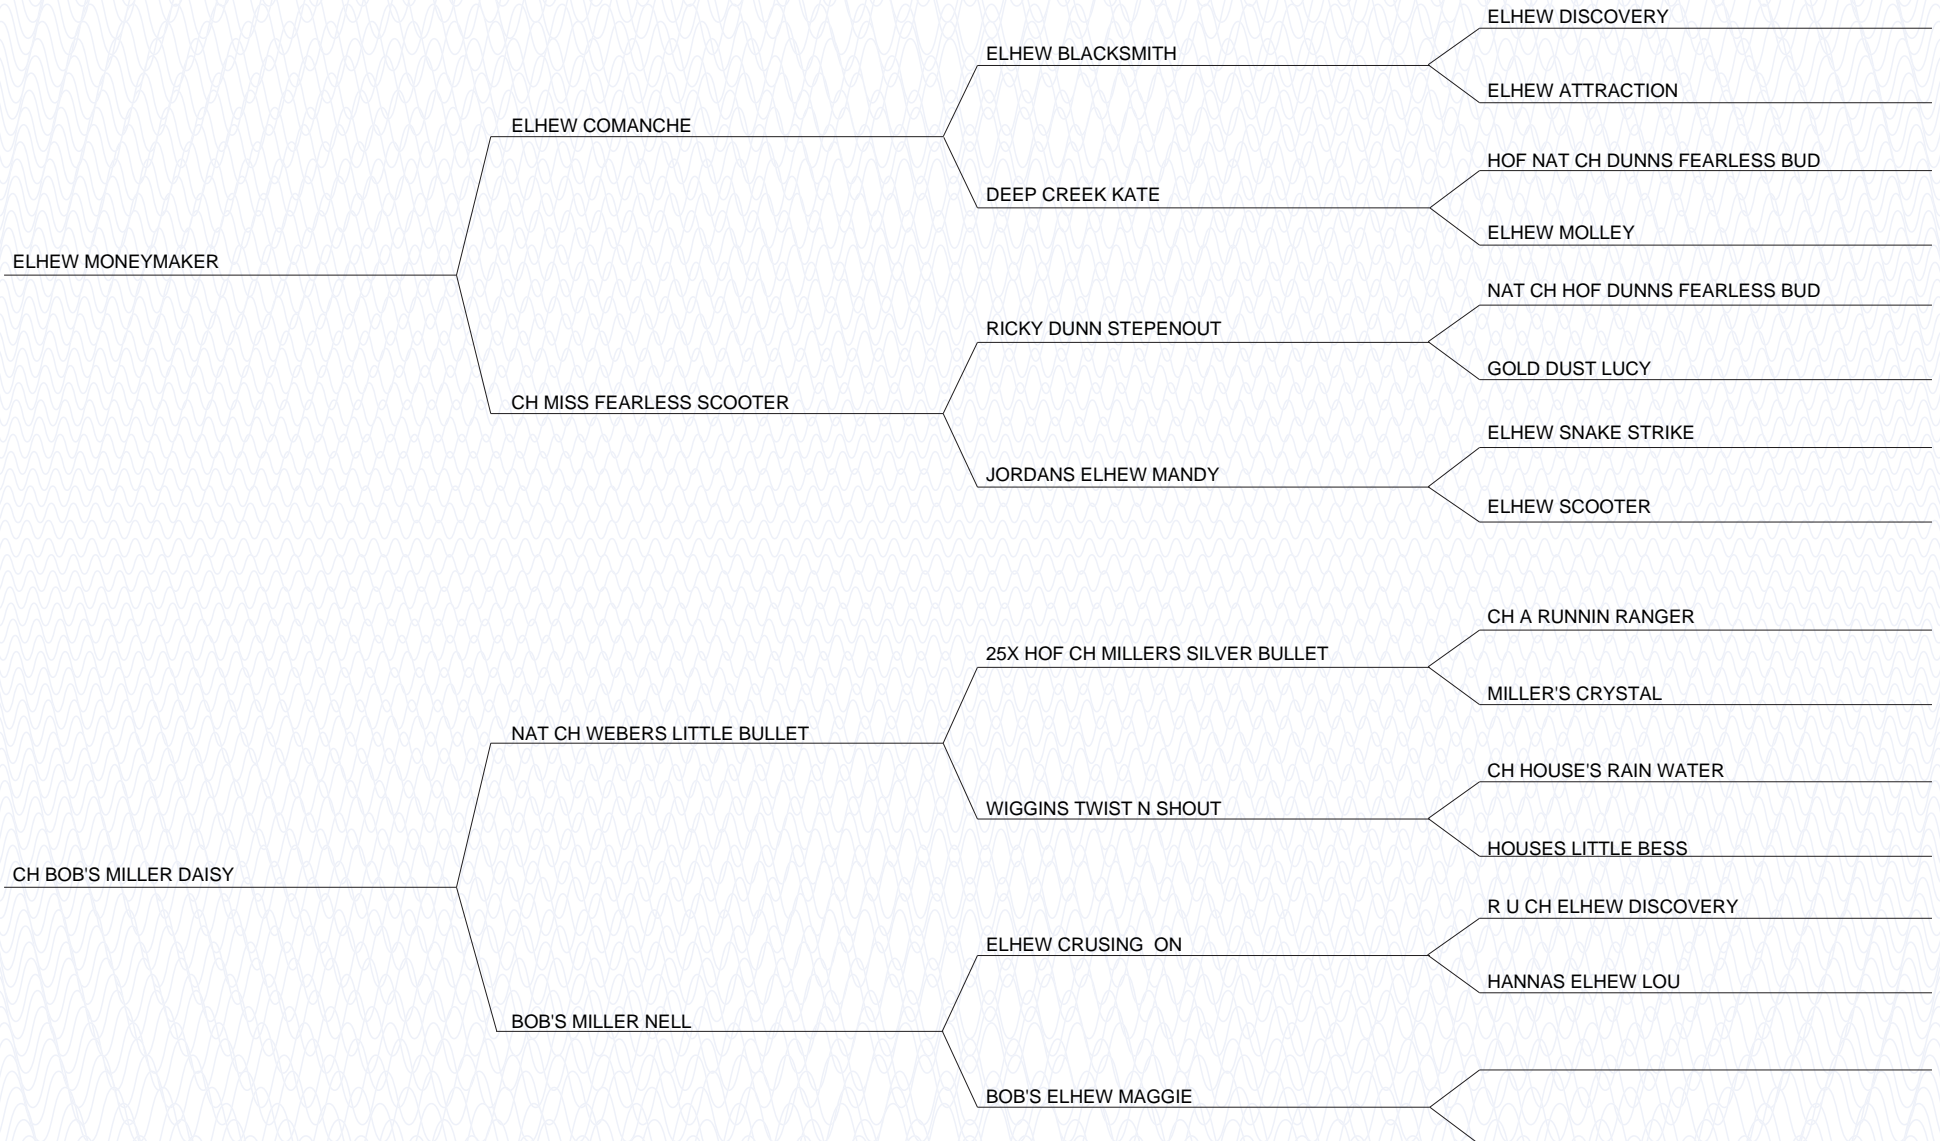 ELHEW DISCOVERY
ELHEW BLACKSMITH
ELHEW ATTRACTION
ELHEW COMANCHE
HOF NAT CH DUNNS FEARLESS BUD
DEEP CREEK KATE
ELHEW MOLLEY
ELHEW MONEYMAKER
NAT CH HOF DUNNS FEARLESS BUD
RICKY DUNN STEPENOUT
GOLD DUST LUCY
CH MISS FEARLESS SCOOTER
ELHEW SNAKE STRIKE
JORDANS ELHEW MANDY
ELHEW SCOOTER
CH A RUNNIN RANGER
25X HOF CH MILLERS SILVER BULLET
MILLER'S CRYSTAL
NAT CH WEBERS LITTLE BULLET
CH HOUSE'S RAIN WATER
WIGGINS TWIST N SHOUT
HOUSES LITTLE BESS
CH BOB'S MILLER DAISY
R U CH ELHEW DISCOVERY
ELHEW CRUSING  ON
HANNAS ELHEW LOU
BOB'S MILLER NELL
BOB'S ELHEW MAGGIE